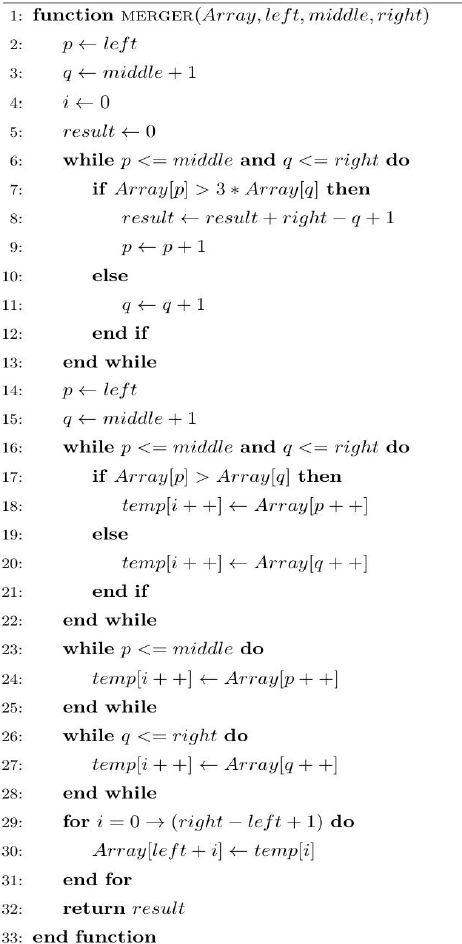 1: function MERGER(Array, left, middle, right)
2: p ← left
3: q ← middle + 1
4: i ← 0
5: result ← 0
6: while p <= middle and q <= right do
7: if Array[p] > 3 ∗ Array[q] then
8: result ← result + right − q + 1
9: p ← p + 1
10: else
11: q ← q + 1
12: end if
13: end while
14: p ← left
15: q ← middle + 1
16: while p <= middle and q <= right do
17: if Array[p] > Array[q] then
18: temp[i + +] ← Array[p + +]
19: else
20: temp[i + +] ← Array[q + +]
21: end if
22: end while
23: while p <= middle do
24: temp[i + +] ← Array[p + +]
25: end while
26: while q <= right do
27: temp[i + +] ← Array[q + +]
28: end while
29: for i = 0 → (right − left + 1) do
30: Array[left + i] ← temp[i]
31: end for
32: return result
33: end function